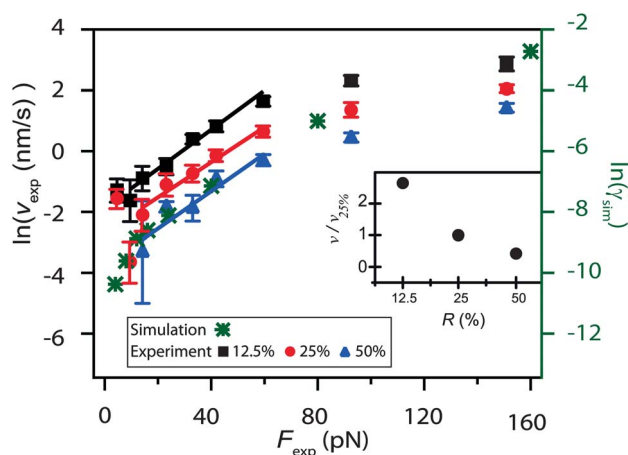 4
2
0
-2
-4
-6
ln(v_exp (nm/s))
-2
-4
-6
-8
-10
-12
ln(γ_sim)
2
1
0
v / v_25%
12.5
25
50
R (%)
Simulation
Experiment 12.5% 25% 50%
0 40 80 120 160
F_exp (pN)